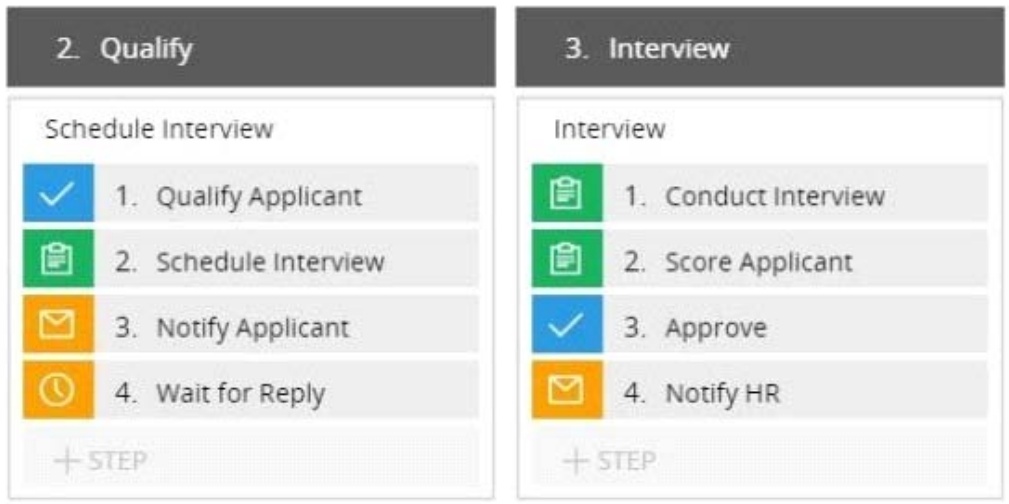 2. Qualify
Schedule Interview
1. Qualify Applicant
2. Schedule Interview
3. Notify Applicant
4. Wait for Reply
+ STEP
3. Interview
Interview
1. Conduct Interview
2. Score Applicant
3. Approve
4. Notify HR
+ STEP